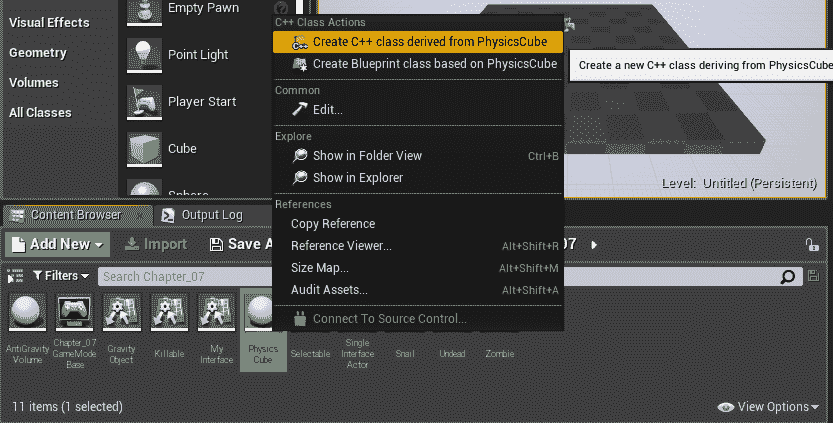 Visual Effects
Geometry
Volumes
All Classes
Empty Pawn
Point Light
Player Start
Cube
Sphere
C++ Class Actions
Create C++ class derived from PhysicsCube
Create Blueprint class based on PhysicsCube
Common
Edit...
Explore
Show in Folder View Ctrl+B
Show in Explorer
References
Copy Reference
Reference Viewer... Alt+Shift+R
Size Map... Alt+Shift+M
Audit Assets... Alt+Shift+A
Connect To Source Control...
Create a new C++ class deriving from PhysicsCube
Level: Untitled (Persistent)
Content Browser Output Log
Add New Import Save A 07
Filters Search Chapter_07
AntiGravity
Volume
Chapter_07
GameMode
Base
Gravity
Object
Killable
My
Interface
Physics
Cube
Selectable
Single
Interface
Actor
Snail
Undead
Zombie
11 items (1 selected) View Options